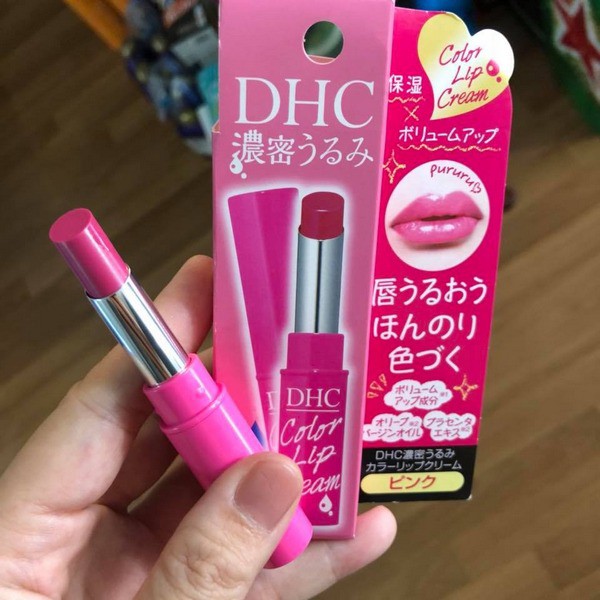 DHC
濃密うるみ
DHC
Color
Lip
Cream
Color
Lip
Cream
保湿
×
ボリュームアップ
pururu
唇うるおう
ほんのり
色づく
ボリューム
アップ成分※1
オリーブ※2
バージンオイル
プラセンタ
エキス※2
DHC濃密うるみ
カラーリップクリーム
ピンク